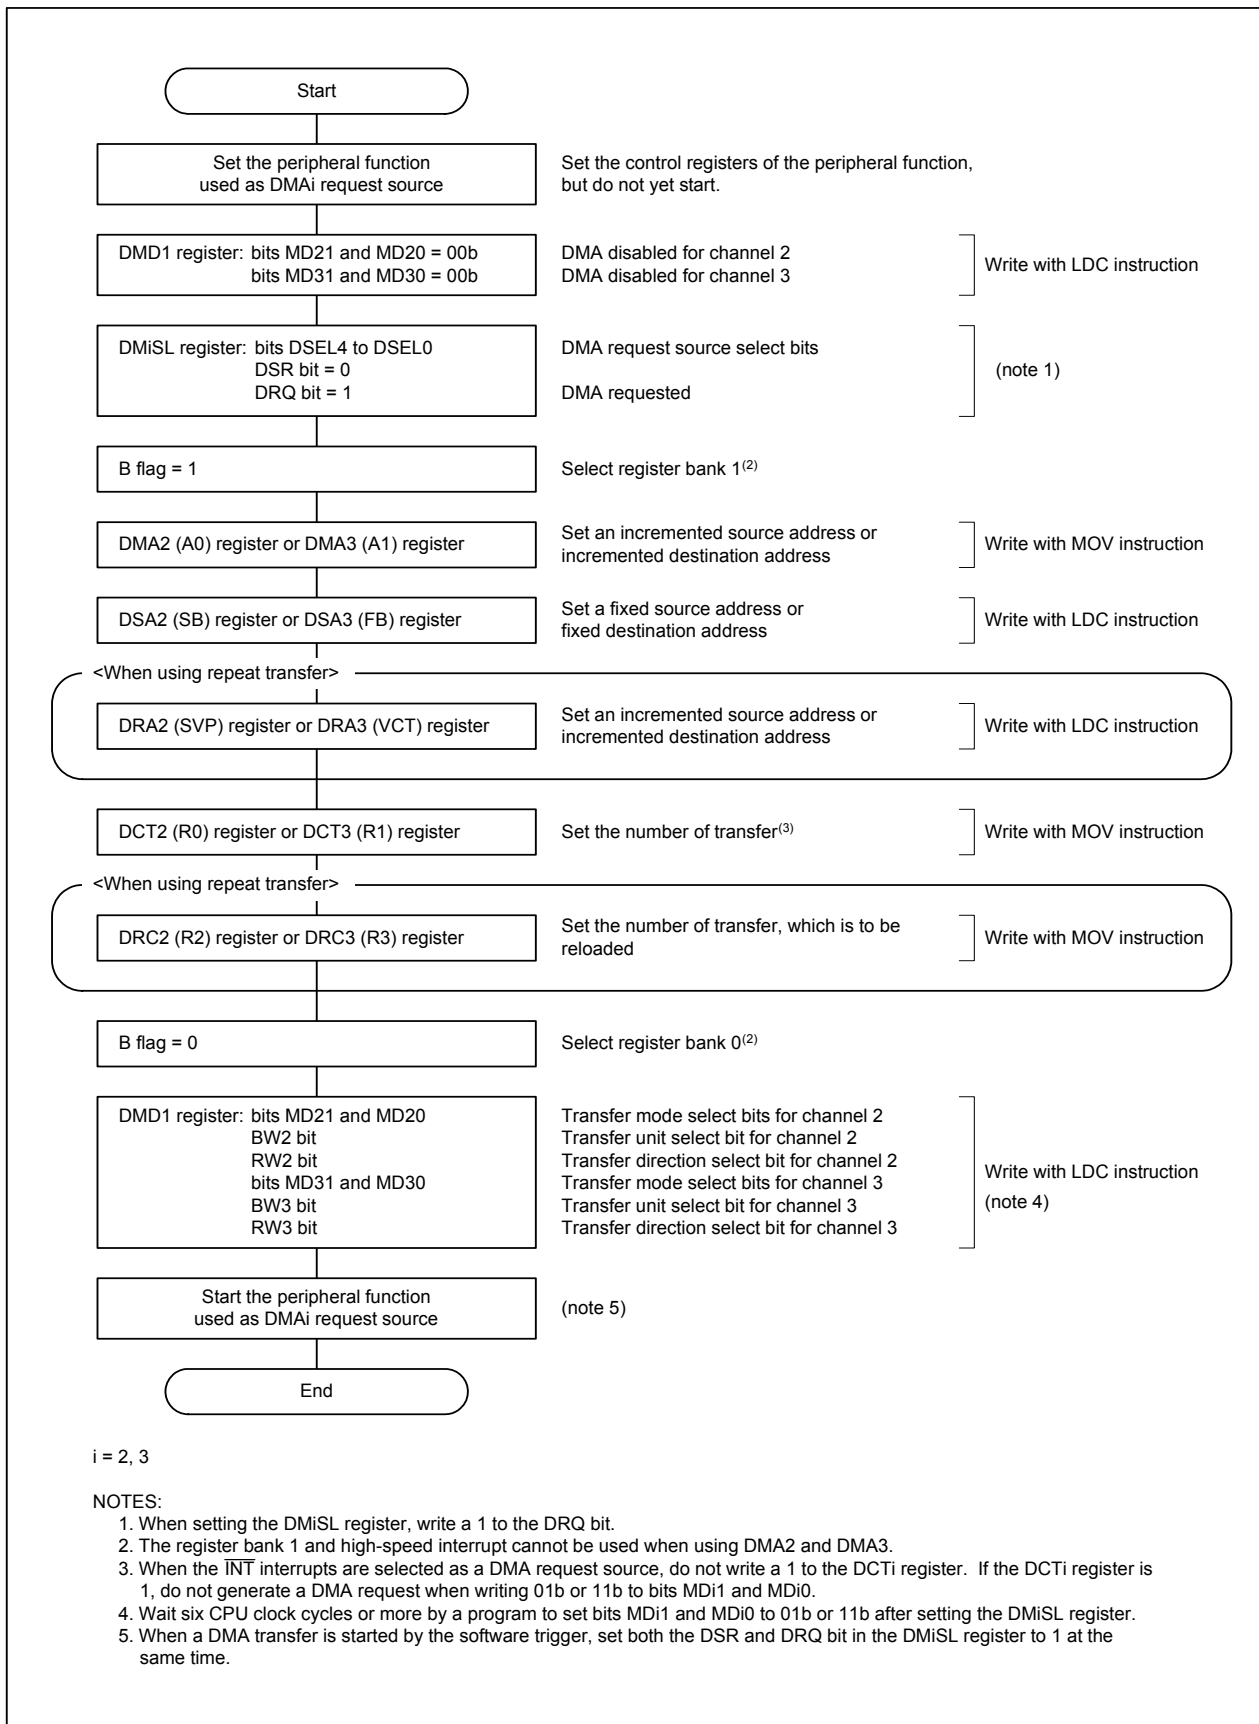 Start
Set the peripheral function
used as DMAi request source
Set the control registers of the peripheral function,
but do not yet start.
DMD1 register: bits MD21 and MD20 = 00b
bits MD31 and MD30 = 00b
DMA disabled for channel 2
DMA disabled for channel 3
Write with LDC instruction
DMiSL register: bits DSEL4 to DSEL0
DSR bit = 0
DRQ bit = 1
DMA request source select bits
DMA requested
(note 1)
B flag = 1
Select register bank 1(2)
DMA2 (A0) register or DMA3 (A1) register
Set an incremented source address or
incremented destination address
Write with MOV instruction
DSA2 (SB) register or DSA3 (FB) register
Set a fixed source address or
fixed destination address
Write with LDC instruction
<When using repeat transfer>
DRA2 (SVP) register or DRA3 (VCT) register
Set an incremented source address or
incremented destination address
Write with LDC instruction
DCT2 (R0) register or DCT3 (R1) register
Set the number of transfer(3)
Write with MOV instruction
<When using repeat transfer>
DRC2 (R2) register or DRC3 (R3) register
Set the number of transfer, which is to be
reloaded
Write with MOV instruction
B flag = 0
Select register bank 0(2)
DMD1 register: bits MD21 and MD20
BW2 bit
RW2 bit
bits MD31 and MD30
BW3 bit
RW3 bit
Transfer mode select bits for channel 2
Transfer unit select bit for channel 2
Transfer direction select bit for channel 2
Transfer mode select bits for channel 3
Transfer unit select bit for channel 3
Transfer direction select bit for channel 3
Write with LDC instruction
(note 4)
Start the peripheral function
used as DMAi request source
(note 5)
End
i = 2, 3
NOTES:
1. When setting the DMiSL register, write a 1 to the DRQ bit.
2. The register bank 1 and high-speed interrupt cannot be used when using DMA2 and DMA3.
3. When the INT interrupts are selected as a DMA request source, do not write a 1 to the DCTi register. If the DCTi register is
1, do not generate a DMA request when writing 01b or 11b to bits MDi1 and MDi0.
4. Wait six CPU clock cycles or more by a program to set bits MDi1 and MDi0 to 01b or 11b after setting the DMiSL register.
5. When a DMA transfer is started by the software trigger, set both the DSR and DRQ bit in the DMiSL register to 1 at the
same time.